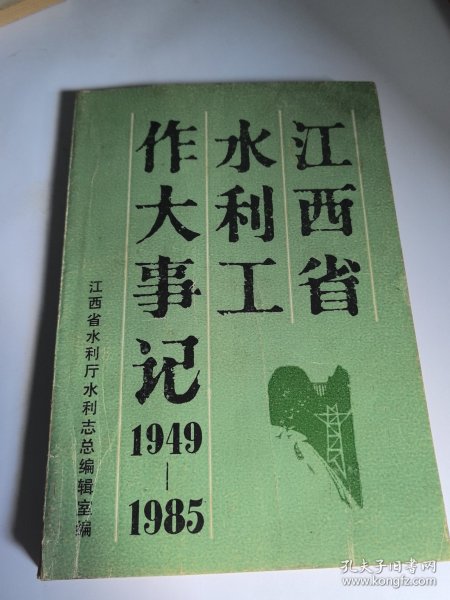 江西省
水利工
作大事记
1949
—
1985
江西省水利厅水利志总编辑室编
孔夫子旧书网
www.kongfz.com